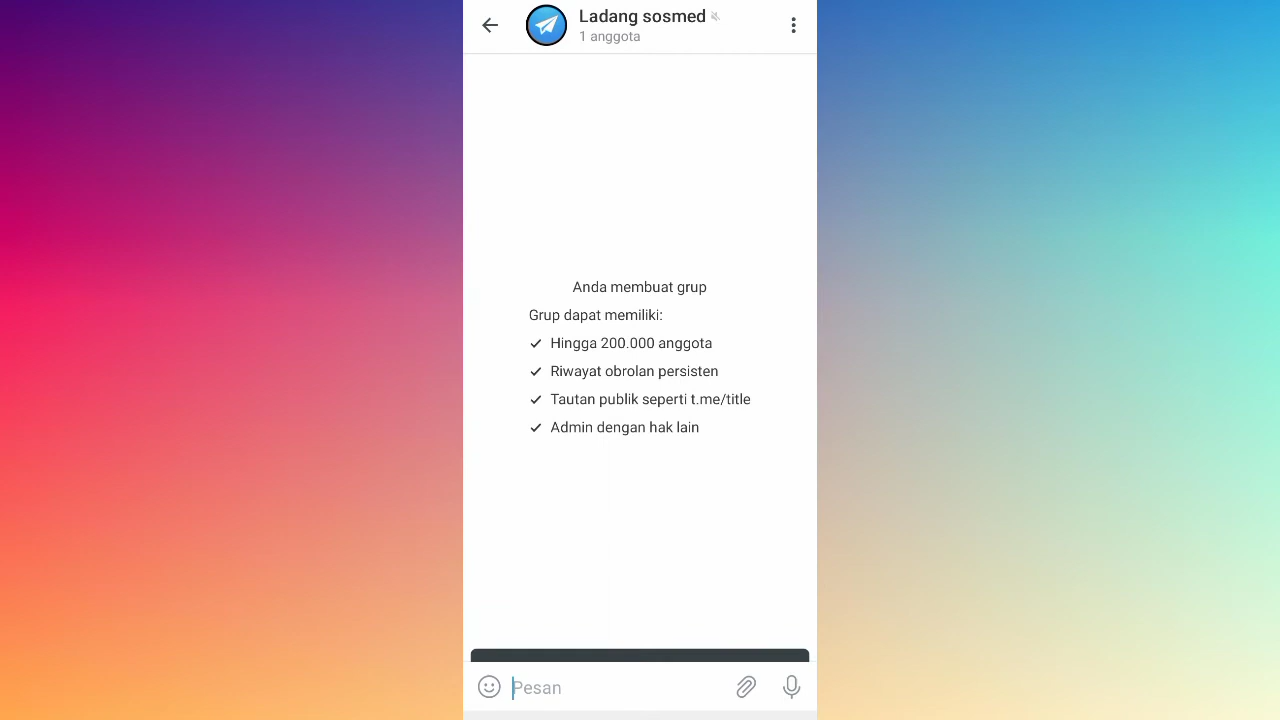 Ladang sosmed
1 anggota
Anda membuat grup
Grup dapat memiliki:
Hingga 200.000 anggota
Riwayat obrolan persisten
Tautan publik seperti t.me/title
Admin dengan hak lain
Pesan